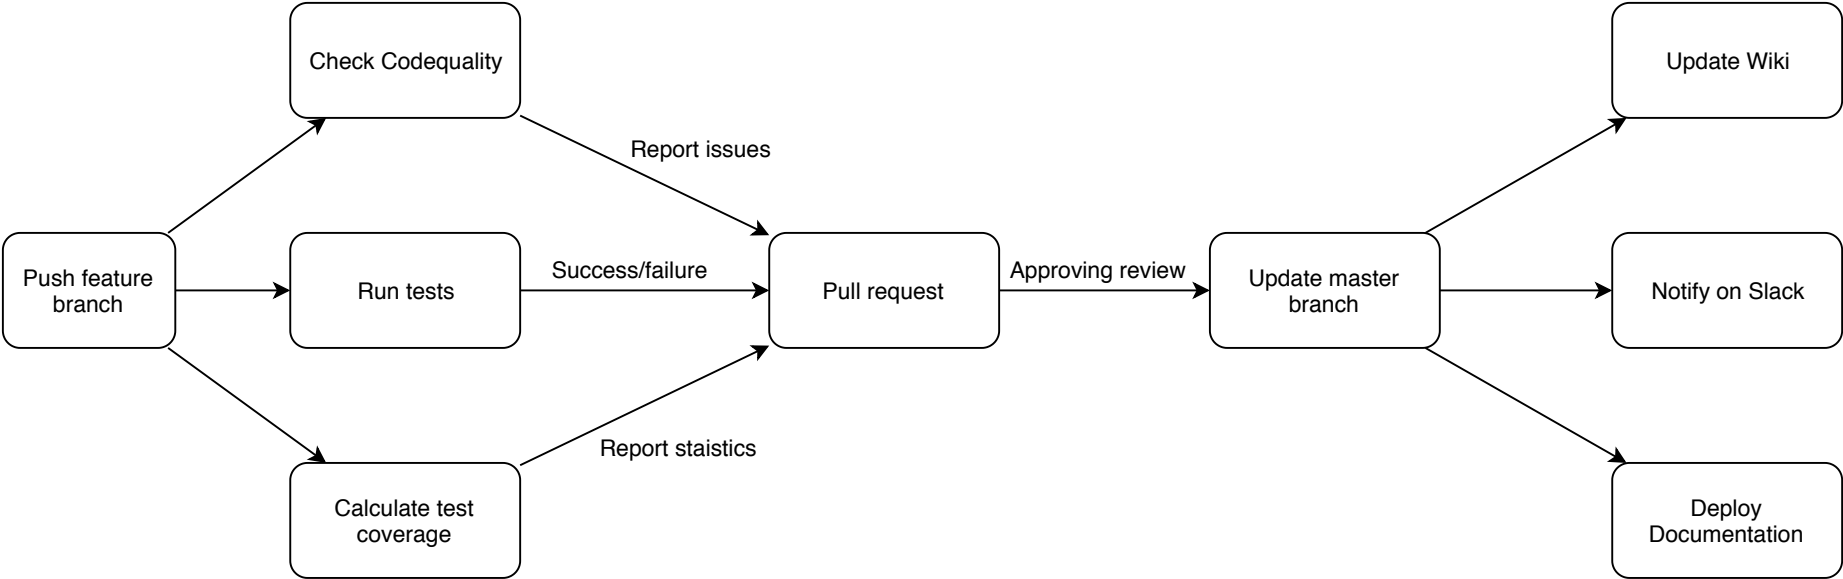 Check Codequality
Update Wiki
Report issues
Push feature
branch
Run tests
Success/failure
Pull request
Approving review
Update master
branch
Notify on Slack
Report staistics
Calculate test
coverage
Deploy
Documentation